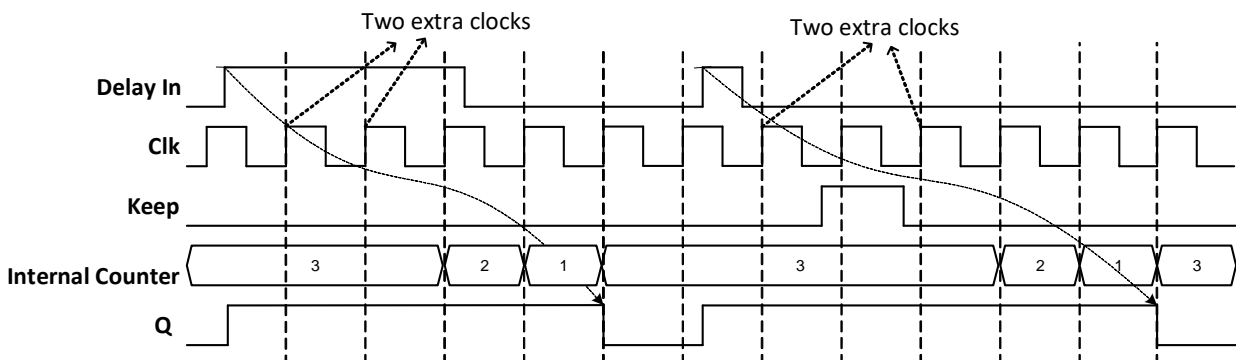 Two extra clocks
Two extra clocks
Delay In
Clk
Keep
Internal Counter
3
2
1
3
2
1
3
Q